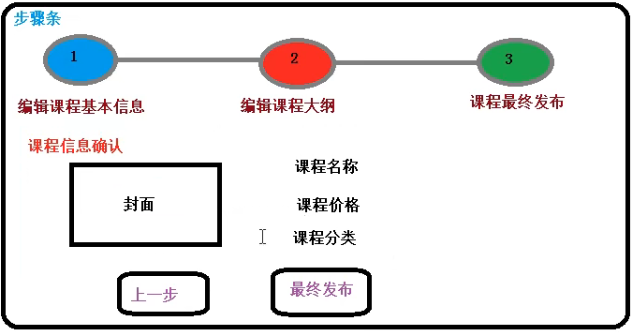 步骤条
1
2
3
编辑课程基本信息
编辑课程大纲
课程最终发布
课程信息确认
封面
课程名称
课程价格
课程分类
上一步
最终发布